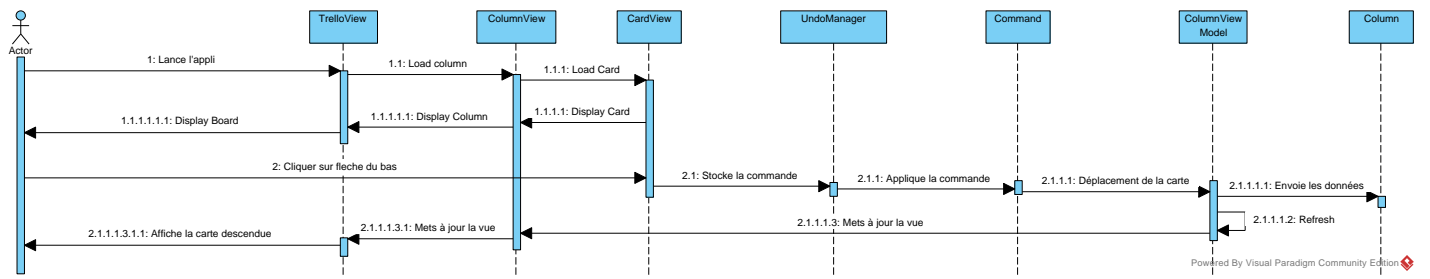 Actor
TrelloView
ColumnView
CardView
UndoManager
Command
ColumnView
Model
Column
1: Lance l'appli
1.1: Load column
1.1.1: Load Card
1.1.1.1: Display Card
1.1.1.1.1: Display Column
1.1.1.1.1.1: Display Board
2: Cliquer sur fleche du bas
2.1: Stocke la commande
2.1.1: Applique la commande
2.1.1.1: Déplacement de la carte
2.1.1.1.1: Envoie les données
2.1.1.1.2: Refresh
2.1.1.1.3: Mets à jour la vue
2.1.1.1.3.1: Mets à jour la vue
2.1.1.1.3.1.1: Affiche la carte descendue
Powered By Visual Paradigm Community Edition